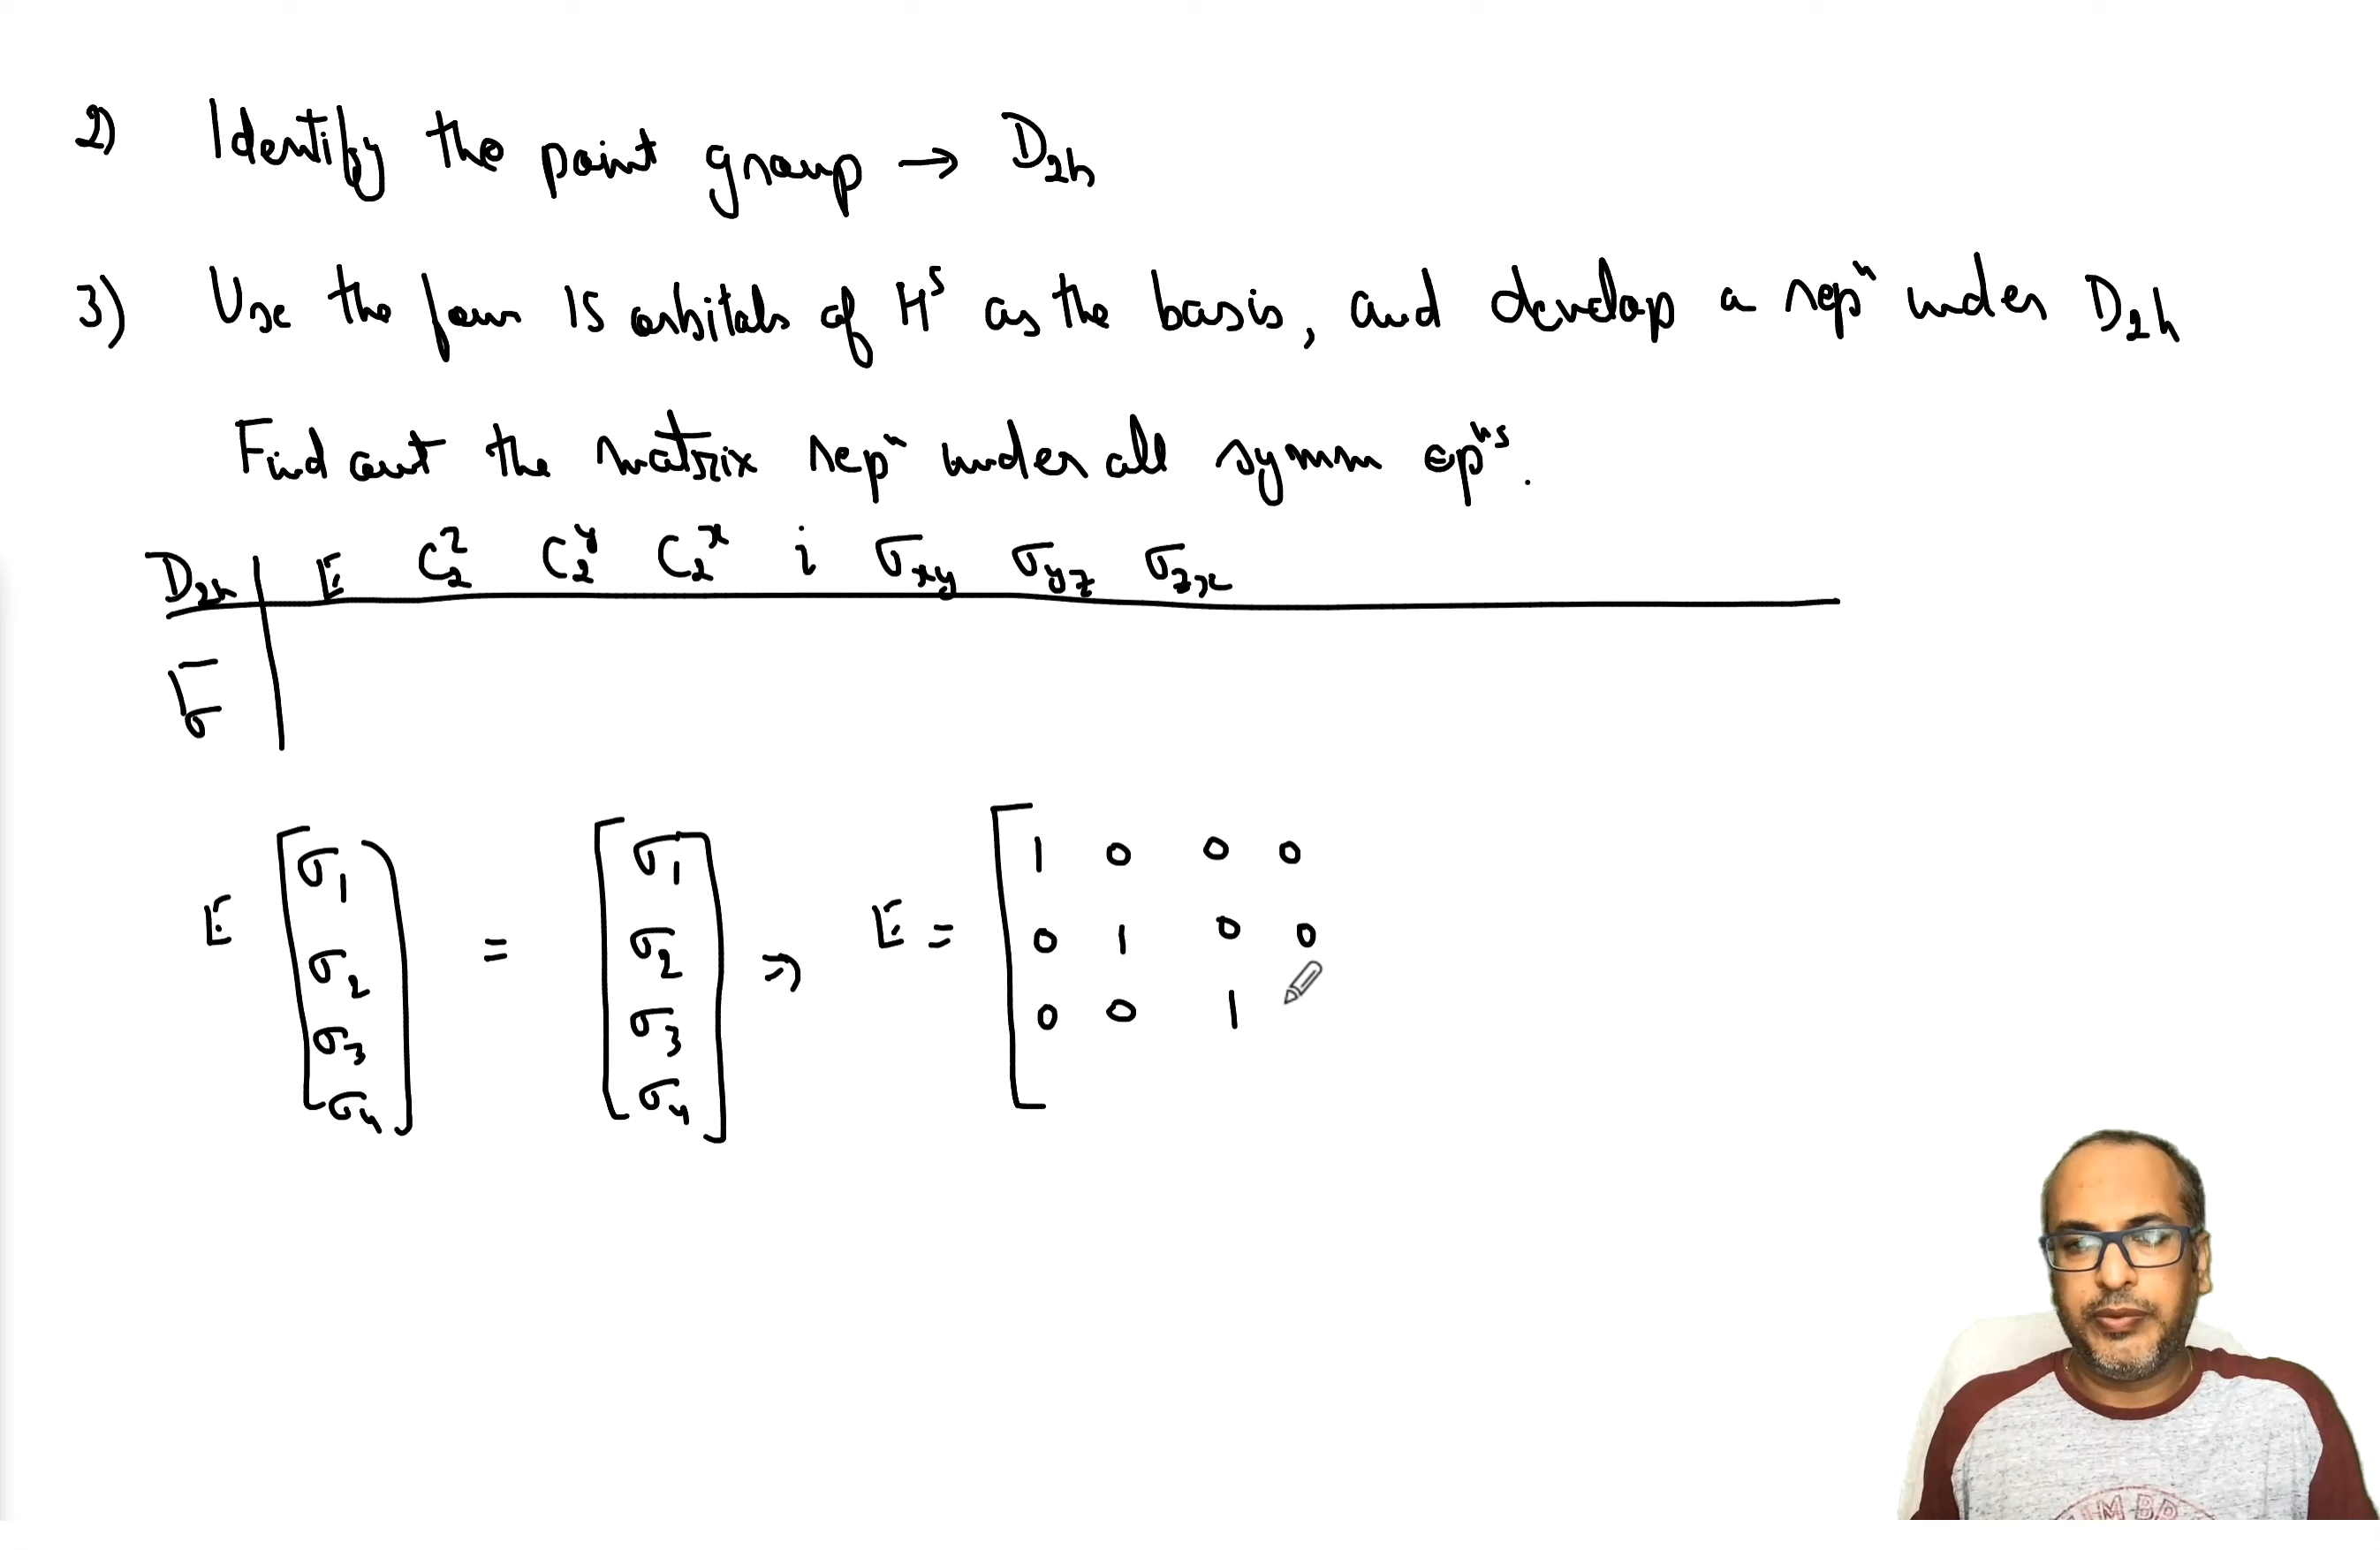 2) Identify the point group → D₂ₕ
3) Use the four 1S orbitals of Hˢ as the basis, and develop a repⁿ under D₂ₕ
Find out the matrix repⁿ under all symm opⁿˢ.
D₂ₕ | E C₂ᶻ C₂ʸ C₂ˣ i σxy σyz σzx
Γσ
E [σ₁ σ₂ σ₃ σ₄] = [σ₁ σ₂ σ₃ σ₄] ⇒ E = [1 0 0 0
0 1 0 0
0 0 1